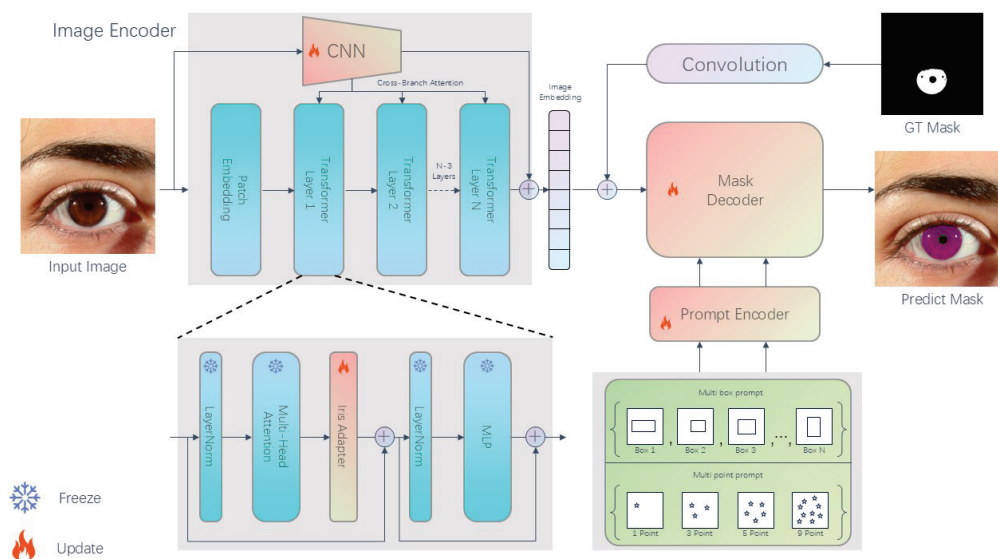 Image Encoder
CNN
Cross-Branch Attention
Patch
Embedding
Transformer
Layer 1
Transformer
Layer 2
N-3
Layers
Transformer
Layer N
Image
Embedding
Convolution
GT Mask
Mask
Decoder
Input Image
Predict Mask
Prompt Encoder
LayerNorm
Multi-Head
Attention
Iris Adapter
LayerNorm
MLP
Multi box prompt
Box 1 , Box 2 , Box 3 ,..., Box N
Multi point prompt
1 Point 3 Point 5 Point 9 Point
Freeze
Update